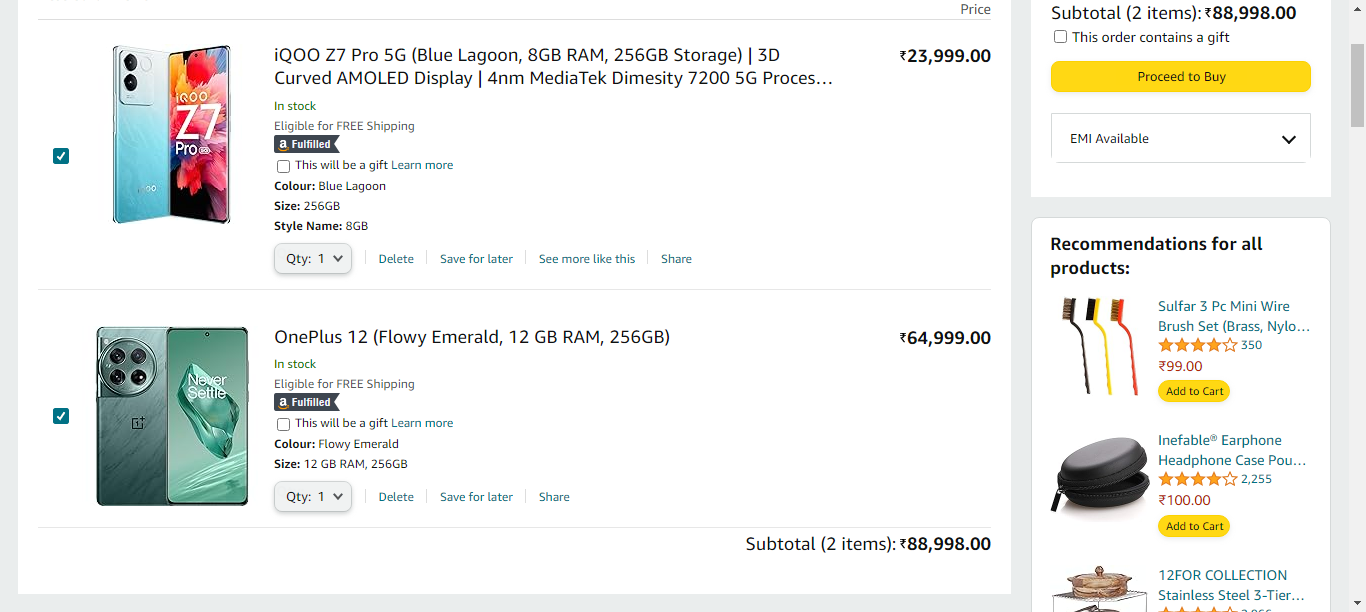 Price
iQOO Z7 Pro 5G (Blue Lagoon, 8GB RAM, 256GB Storage) | 3D
Curved AMOLED Display | 4nm MediaTek Dimesity 7200 5G Proces…
₹23,999.00
In stock
Eligible for FREE Shipping
a Fulfilled
This will be a gift Learn more
Colour: Blue Lagoon
Size: 256GB
Style Name: 8GB
Qty: 1
Delete
Save for later
See more like this
Share
iQOO
Z7
Pro 5G
iQOO
OnePlus 12 (Flowy Emerald, 12 GB RAM, 256GB)
₹64,999.00
In stock
Eligible for FREE Shipping
a Fulfilled
This will be a gift Learn more
Colour: Flowy Emerald
Size: 12 GB RAM, 256GB
Qty: 1
Delete
Save for later
Share
Never
Settle
Subtotal (2 items): ₹88,998.00
Subtotal (2 items): ₹88,998.00
This order contains a gift
Proceed to Buy
EMI Available
Recommendations for all
products:
Sulfar 3 Pc Mini Wire
Brush Set (Brass, Nylo…
350
₹99.00
Add to Cart
Inefable® Earphone
Headphone Case Pou…
2,255
₹100.00
Add to Cart
12FOR COLLECTION
Stainless Steel 3-Tier…